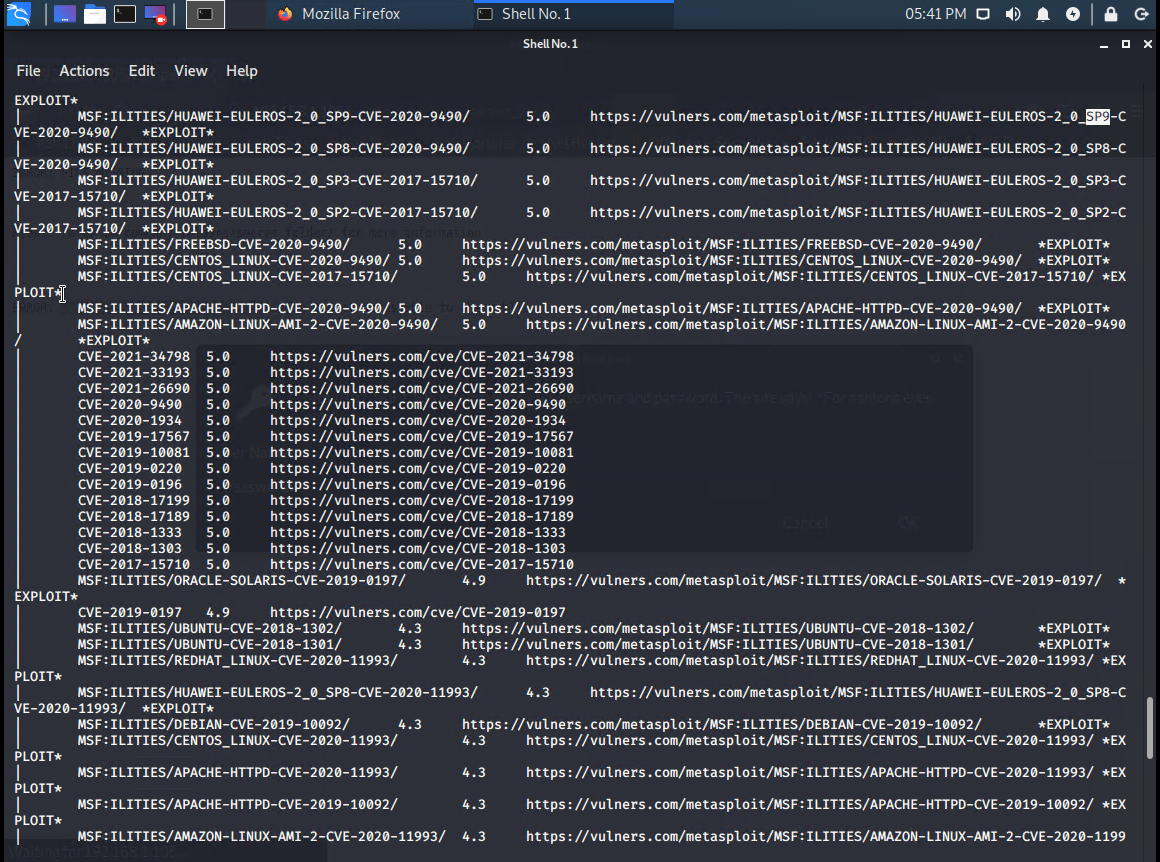 Mozilla Firefox
Shell No. 1
05:41 PM
Shell No. 1
File Actions Edit View Help
EXPLOIT*
| MSF:ILITIES/HUAWEI-EULEROS-2_0_SP9-CVE-2020-9490/ 5.0 https://vulners.com/metasploit/MSF:ILITIES/HUAWEI-EULEROS-2_0_SP9-C
VE-2020-9490/ *EXPLOIT*
| MSF:ILITIES/HUAWEI-EULEROS-2_0_SP8-CVE-2020-9490/ 5.0 https://vulners.com/metasploit/MSF:ILITIES/HUAWEI-EULEROS-2_0_SP8-C
VE-2020-9490/ *EXPLOIT*
| MSF:ILITIES/HUAWEI-EULEROS-2_0_SP3-CVE-2017-15710/ 5.0 https://vulners.com/metasploit/MSF:ILITIES/HUAWEI-EULEROS-2_0_SP3-C
VE-2017-15710/ *EXPLOIT*
| MSF:ILITIES/HUAWEI-EULEROS-2_0_SP2-CVE-2017-15710/ 5.0 https://vulners.com/metasploit/MSF:ILITIES/HUAWEI-EULEROS-2_0_SP2-C
VE-2017-15710/ *EXPLOIT*
| MSF:ILITIES/FREEBSD-CVE-2020-9490/ 5.0 https://vulners.com/metasploit/MSF:ILITIES/FREEBSD-CVE-2020-9490/ *EXPLOIT*
| MSF:ILITIES/CENTOS_LINUX-CVE-2020-9490/ 5.0 https://vulners.com/metasploit/MSF:ILITIES/CENTOS_LINUX-CVE-2020-9490/ *EXPLOIT*
| MSF:ILITIES/CENTOS_LINUX-CVE-2017-15710/ 5.0 https://vulners.com/metasploit/MSF:ILITIES/CENTOS_LINUX-CVE-2017-15710/ *EX
PLOIT*
| MSF:ILITIES/APACHE-HTTPD-CVE-2020-9490/ 5.0 https://vulners.com/metasploit/MSF:ILITIES/APACHE-HTTPD-CVE-2020-9490/ *EXPLOIT*
| MSF:ILITIES/AMAZON-LINUX-AMI-2-CVE-2020-9490/ 5.0 https://vulners.com/metasploit/MSF:ILITIES/AMAZON-LINUX-AMI-2-CVE-2020-9490
/ *EXPLOIT*
| CVE-2021-34798 5.0 https://vulners.com/cve/CVE-2021-34798
| CVE-2021-33193 5.0 https://vulners.com/cve/CVE-2021-33193
| CVE-2021-26690 5.0 https://vulners.com/cve/CVE-2021-26690
| CVE-2020-9490 5.0 https://vulners.com/cve/CVE-2020-9490
| CVE-2020-1934 5.0 https://vulners.com/cve/CVE-2020-1934
| CVE-2019-17567 5.0 https://vulners.com/cve/CVE-2019-17567
| CVE-2019-10081 5.0 https://vulners.com/cve/CVE-2019-10081
| CVE-2019-0220 5.0 https://vulners.com/cve/CVE-2019-0220
| CVE-2019-0196 5.0 https://vulners.com/cve/CVE-2019-0196
| CVE-2018-17199 5.0 https://vulners.com/cve/CVE-2018-17199
| CVE-2018-17189 5.0 https://vulners.com/cve/CVE-2018-17189
| CVE-2018-1333 5.0 https://vulners.com/cve/CVE-2018-1333
| CVE-2018-1303 5.0 https://vulners.com/cve/CVE-2018-1303
| CVE-2017-15710 5.0 https://vulners.com/cve/CVE-2017-15710
| MSF:ILITIES/ORACLE-SOLARIS-CVE-2019-0197/ 4.9 https://vulners.com/metasploit/MSF:ILITIES/ORACLE-SOLARIS-CVE-2019-0197/ *
EXPLOIT*
| CVE-2019-0197 4.9 https://vulners.com/cve/CVE-2019-0197
| MSF:ILITIES/UBUNTU-CVE-2018-1302/ 4.3 https://vulners.com/metasploit/MSF:ILITIES/UBUNTU-CVE-2018-1302/ *EXPLOIT*
| MSF:ILITIES/UBUNTU-CVE-2018-1301/ 4.3 https://vulners.com/metasploit/MSF:ILITIES/UBUNTU-CVE-2018-1301/ *EXPLOIT*
| MSF:ILITIES/REDHAT_LINUX-CVE-2020-11993/ 4.3 https://vulners.com/metasploit/MSF:ILITIES/REDHAT_LINUX-CVE-2020-11993/ *EX
PLOIT*
| MSF:ILITIES/HUAWEI-EULEROS-2_0_SP8-CVE-2020-11993/ 4.3 https://vulners.com/metasploit/MSF:ILITIES/HUAWEI-EULEROS-2_0_SP8-C
VE-2020-11993/ *EXPLOIT*
| MSF:ILITIES/DEBIAN-CVE-2019-10092/ 4.3 https://vulners.com/metasploit/MSF:ILITIES/DEBIAN-CVE-2019-10092/ *EXPLOIT*
| MSF:ILITIES/CENTOS_LINUX-CVE-2020-11993/ 4.3 https://vulners.com/metasploit/MSF:ILITIES/CENTOS_LINUX-CVE-2020-11993/ *EX
PLOIT*
| MSF:ILITIES/APACHE-HTTPD-CVE-2020-11993/ 4.3 https://vulners.com/metasploit/MSF:ILITIES/APACHE-HTTPD-CVE-2020-11993/ *EX
PLOIT*
| MSF:ILITIES/APACHE-HTTPD-CVE-2019-10092/ 4.3 https://vulners.com/metasploit/MSF:ILITIES/APACHE-HTTPD-CVE-2019-10092/ *EX
PLOIT*
| MSF:ILITIES/AMAZON-LINUX-AMI-2-CVE-2020-11993/ 4.3 https://vulners.com/metasploit/MSF:ILITIES/AMAZON-LINUX-AMI-2-CVE-2020-1199